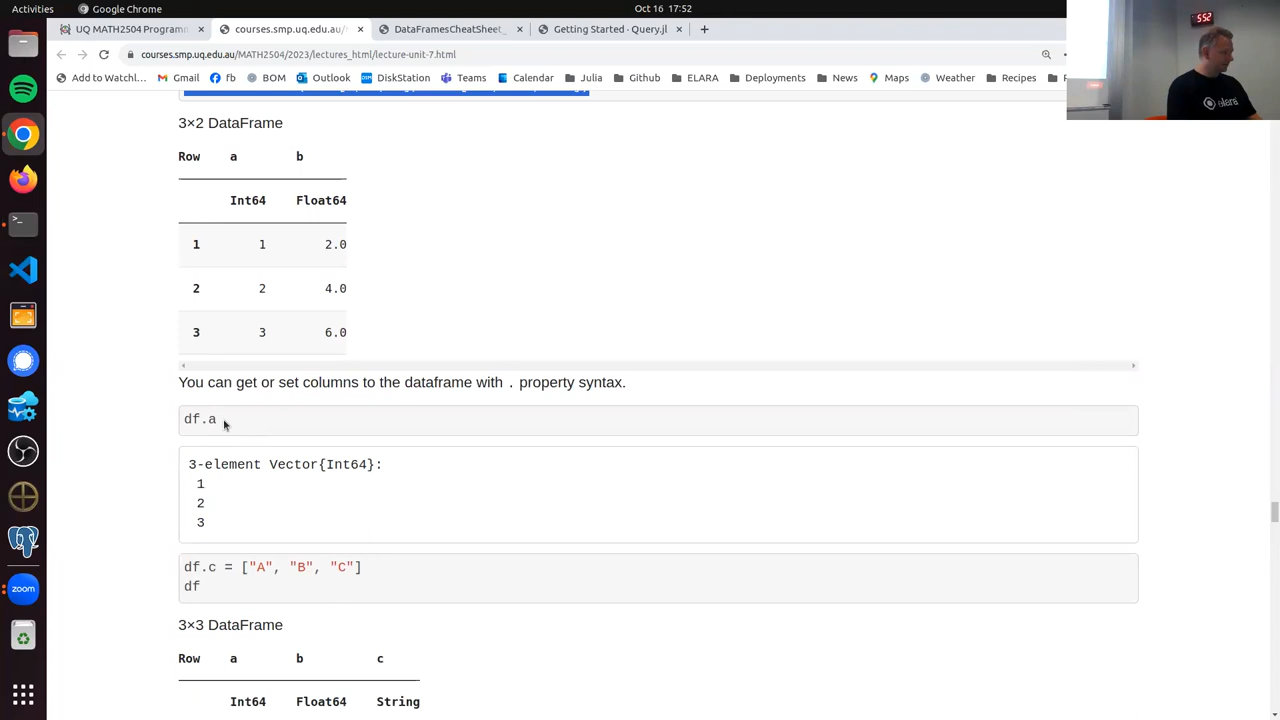 Activities
Google Chrome
Oct 16 17:52
UQ MATH2504 Programm
courses.smp.uq.edu.au/
DataFramesCheatSheet_
Getting Started · Query.jl
courses.smp.uq.edu.au/MATH2504/2023/lectures_html/lecture-unit-7.html
Add to Watchl...
Gmail
Fb
BOM
Outlook
DiskStation
Teams
Calendar
Julia
Github
ELARA
Deployments
News
Maps
Weather
Recipes
552
elara
3×2 DataFrame
Row a b
Int64 Float64
1 1 2.0
2 2 4.0
3 3 6.0
You can get or set columns to the dataframe with . property syntax.
df.a
3-element Vector{Int64}:
1
2
3
df.c = ["A", "B", "C"]
df
3×3 DataFrame
Row a b c
Int64 Float64 String
zoom